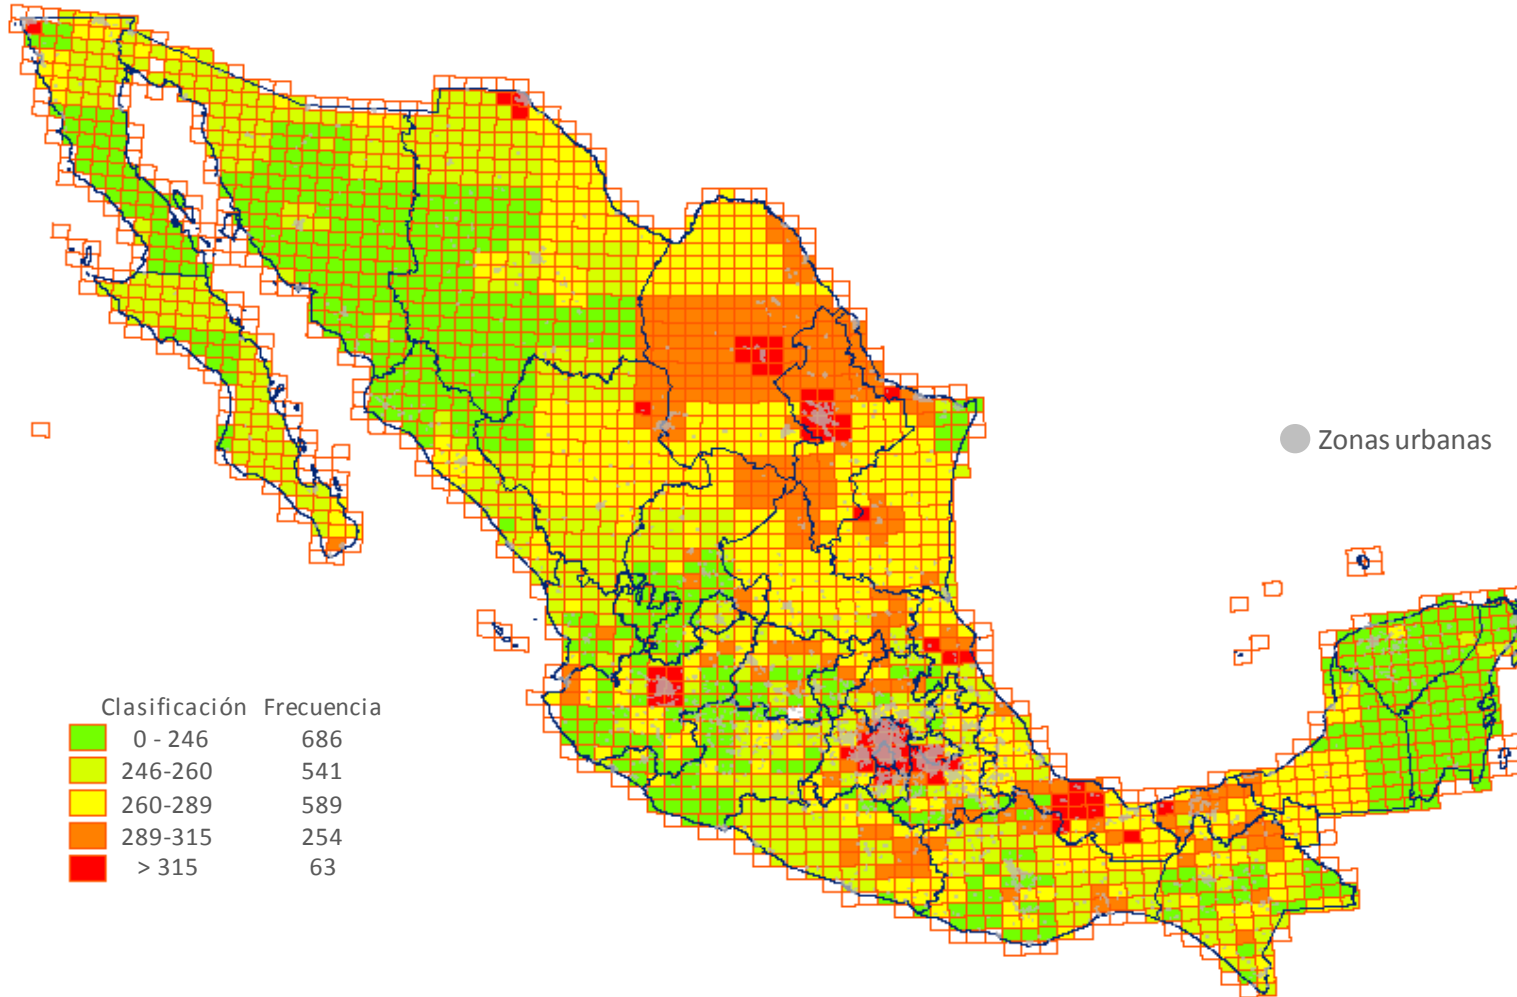 Zonas urbanas
Clasificación Frecuencia
0 - 246 686
246-260 541
260-289 589
289-315 254
> 315 63